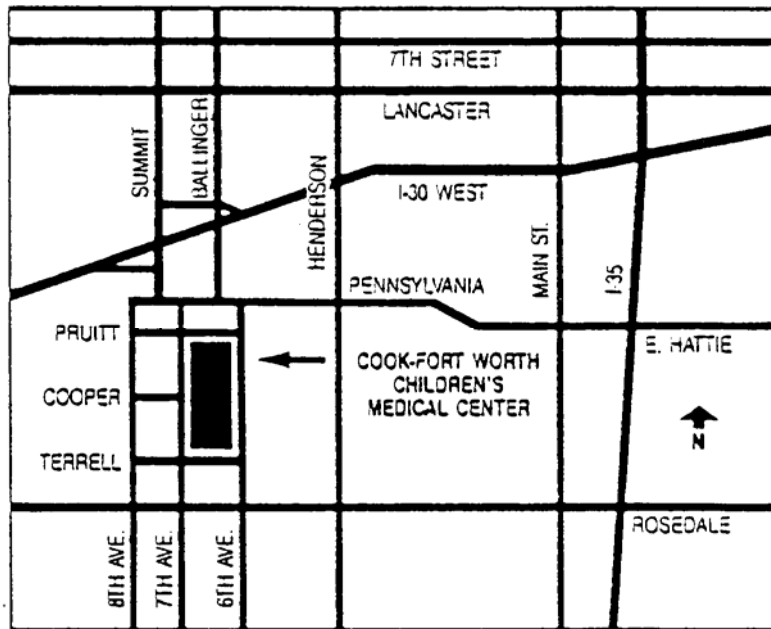 7TH STREET
LANCASTER
SUMMIT
BALLINGER
I-30 WEST
HENDERSON
MAIN ST.
I-35
PENNSYLVANIA
PRUITT
E. HATTIE
COOK-FORT WORTH
CHILDREN'S
MEDICAL CENTER
COOPER
N
TERRELL
ROSEDALE
8TH AVE.
7TH AVE.
6TH AVE.